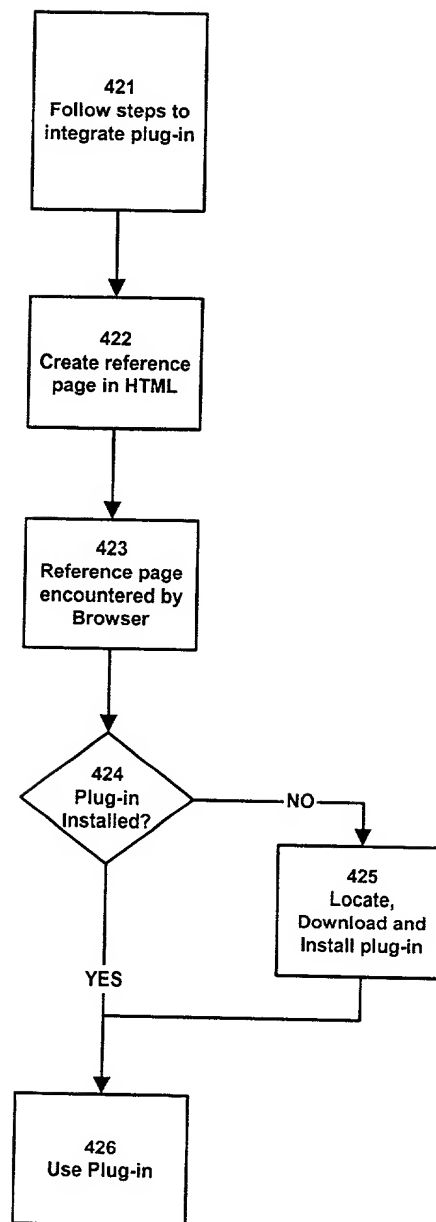 421
Follow steps to
integrate plug-in
422
Create reference
page in HTML
423
Reference page
encountered by
Browser
424
Plug-in
Installed?
NO
425
Locate,
Download and
Install plug-in
YES
426
Use Plug-in